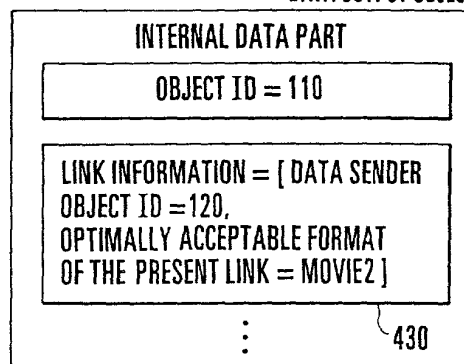 INTERNAL DATA PART
OBJECT ID = 110
LINK INFORMATION = [ DATA SENDER
OBJECT ID =120,
OPTIMALLY ACCEPTABLE FORMAT
OF THE PRESENT LINK = MOVIE2 ]
430